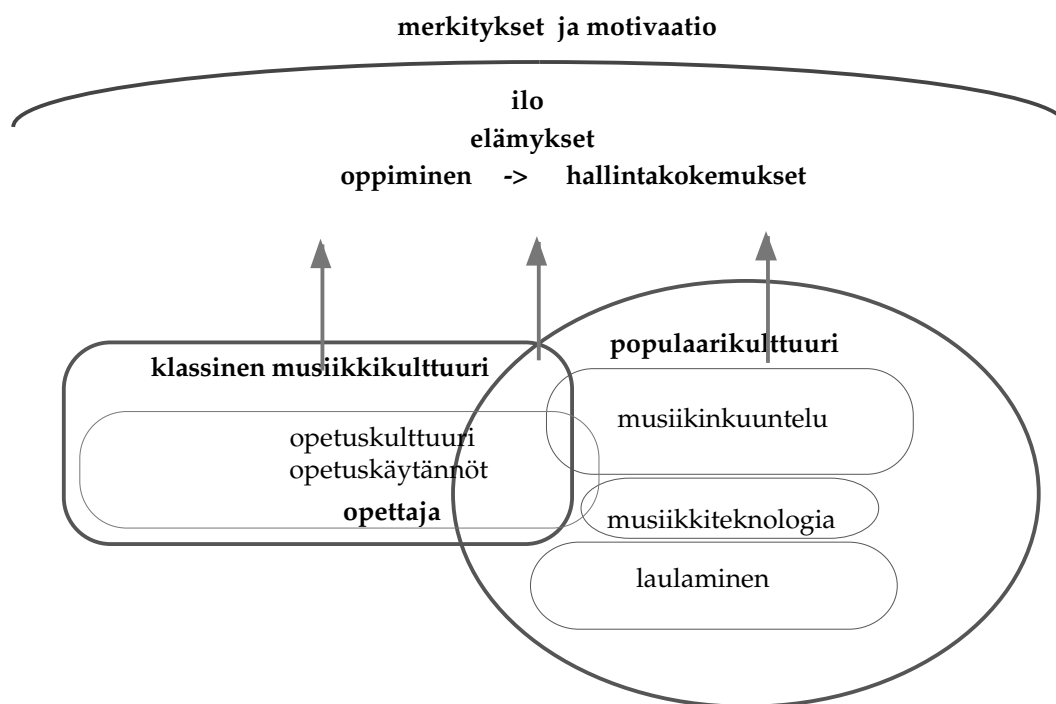 merkitykset ja motivaatio
ilo
elämykset
oppiminen -> hallintakokemukset
populaarikulttuuri
klassinen musiikkikulttuuri
musiikinkuuntelu
opetuskulttuuri
opetuskäytännöt
opettaja
musiikkiteknologia
laulaminen